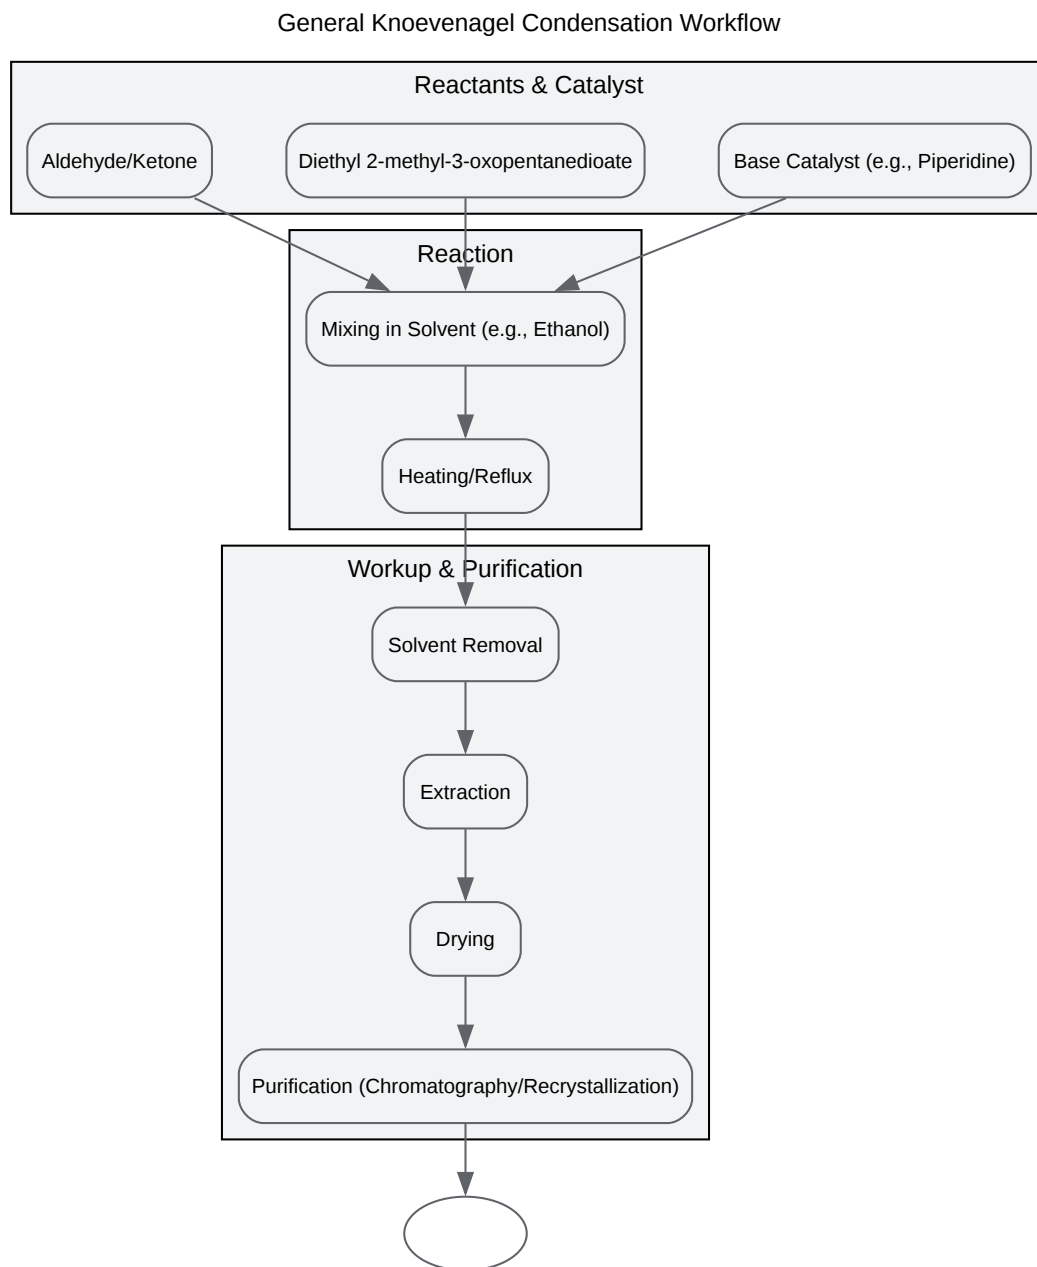 General Knoevenagel Condensation Workflow
Reactants & Catalyst
Aldehyde/Ketone
Diethyl 2-methyl-3-oxopentanedioate
Base Catalyst (e.g., Piperidine)
Reaction
Mixing in Solvent (e.g., Ethanol)
Heating/Reflux
Workup & Purification
Solvent Removal
Extraction
Drying
Purification (Chromatography/Recrystallization)